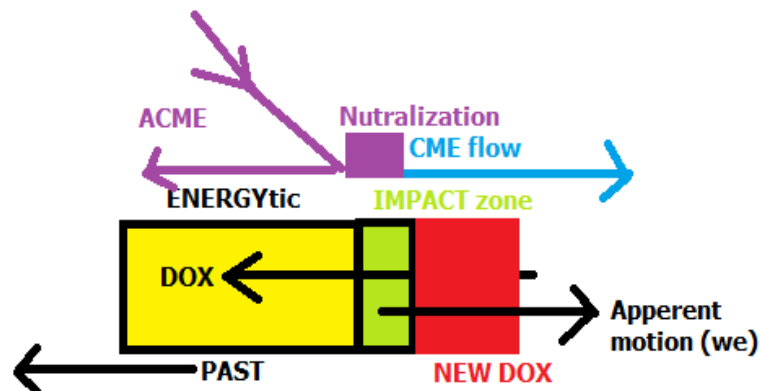 Nutralization
ACME
CME flow
ENERGYtic
IMPACT zone
DOX
Apperent
motion (we)
PAST
NEW DOX